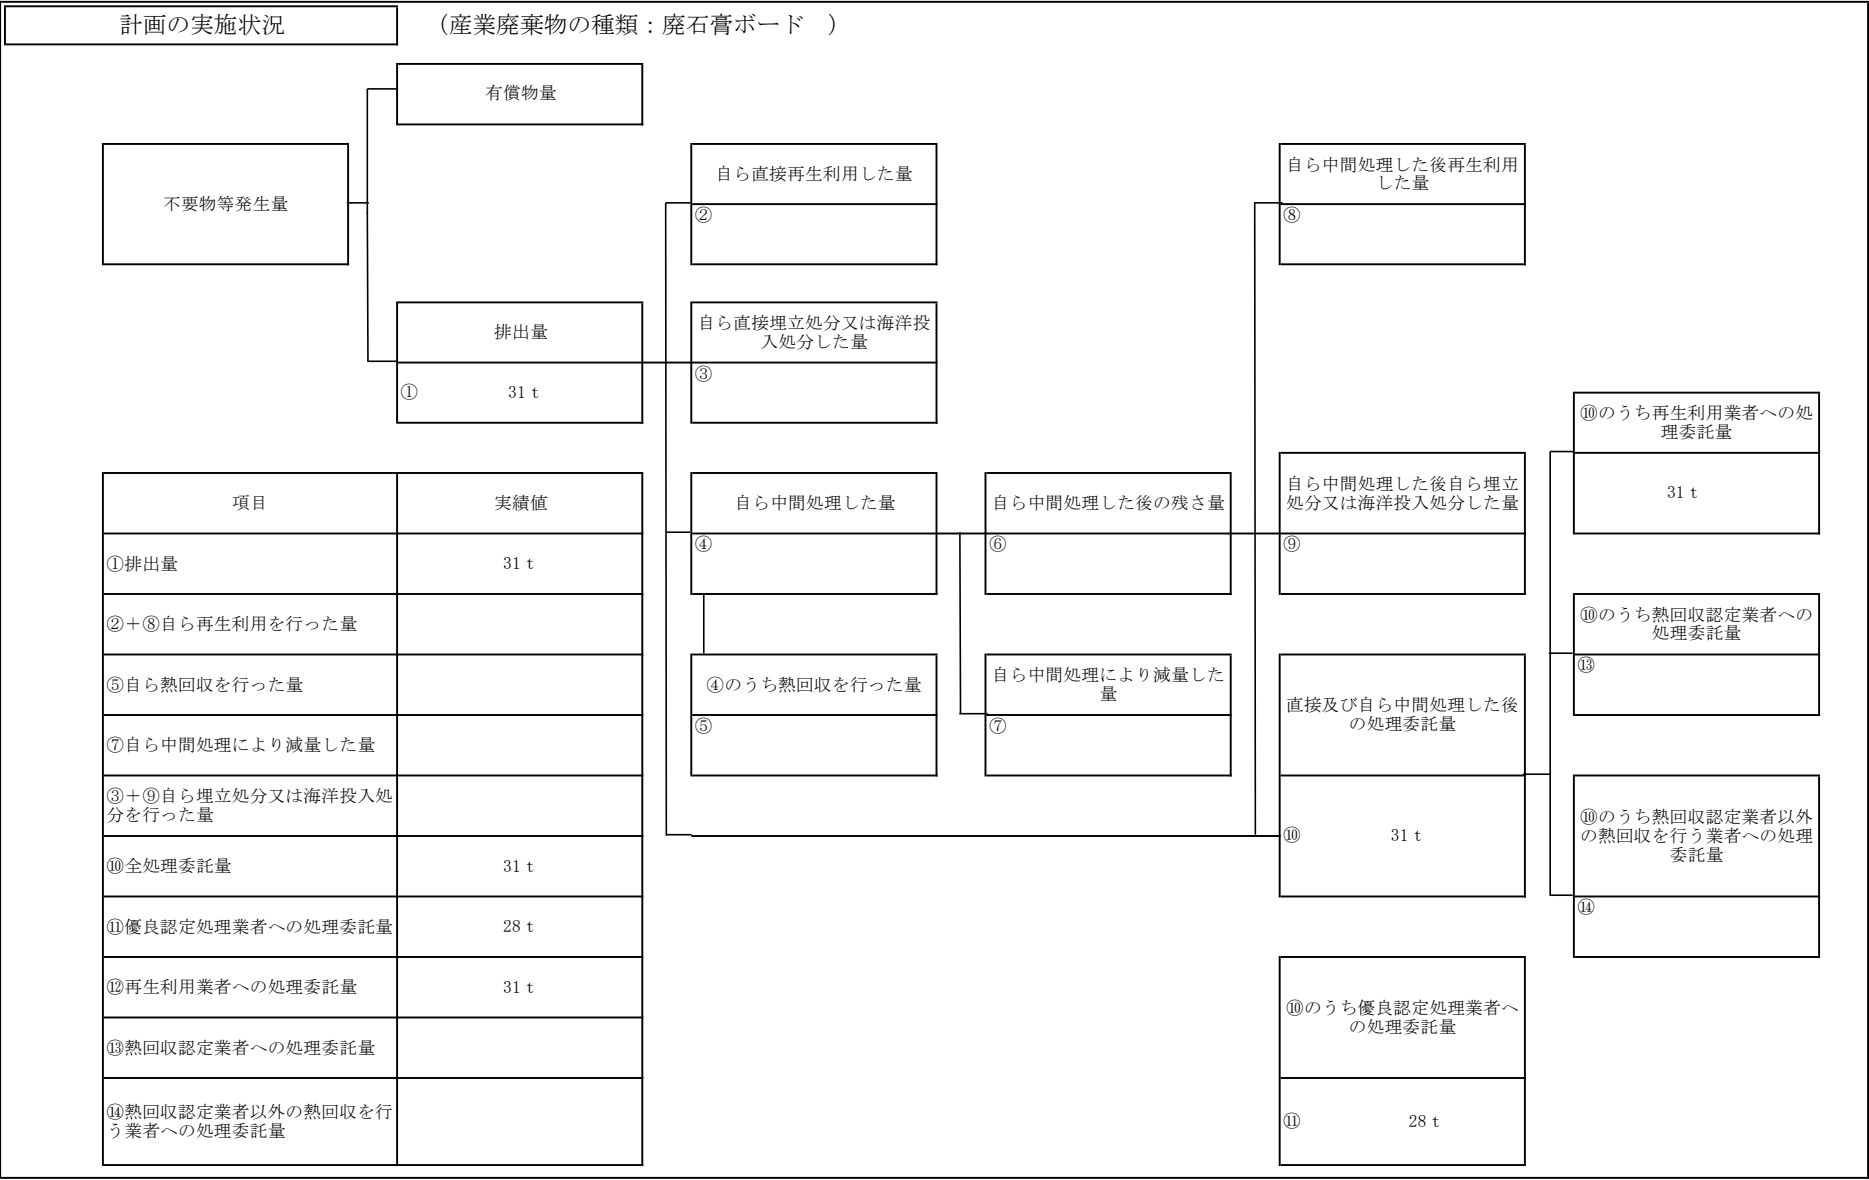 計画の実施状況
（産業廃棄物の種類：廃石膏ボード　）
有償物量
不要物等発生量
自ら直接再生利用した量
②
自ら中間処理した後再生利用
した量
⑧
排出量
①　31 t
自ら直接埋立処分又は海洋投
入処分した量
③
⑩のうち再生利用業者への処
理委託量
31 t
項目　実績値
①排出量　31 t
②＋⑧自ら再生利用を行った量
⑤自ら熱回収を行った量
⑦自ら中間処理により減量した量
③＋⑨自ら埋立処分又は海洋投入処
分を行った量
⑩全処理委託量　31 t
⑪優良認定処理業者への処理委託量　28 t
⑫再生利用業者への処理委託量　31 t
⑬熱回収認定業者への処理委託量
⑭熱回収認定業者以外の熱回収を行
う業者への処理委託量
自ら中間処理した量
④
自ら中間処理した後の残さ量
⑥
自ら中間処理した後自ら埋立
処分又は海洋投入処分した量
⑨
⑩のうち熱回収認定業者への
処理委託量
⑬
④のうち熱回収を行った量
⑤
自ら中間処理により減量した
量
⑦
直接及び自ら中間処理した後
の処理委託量
⑩　31 t
⑩のうち熱回収認定業者以外
の熱回収を行う業者への処理
委託量
⑭
⑩のうち優良認定処理業者へ
の処理委託量
⑪　28 t